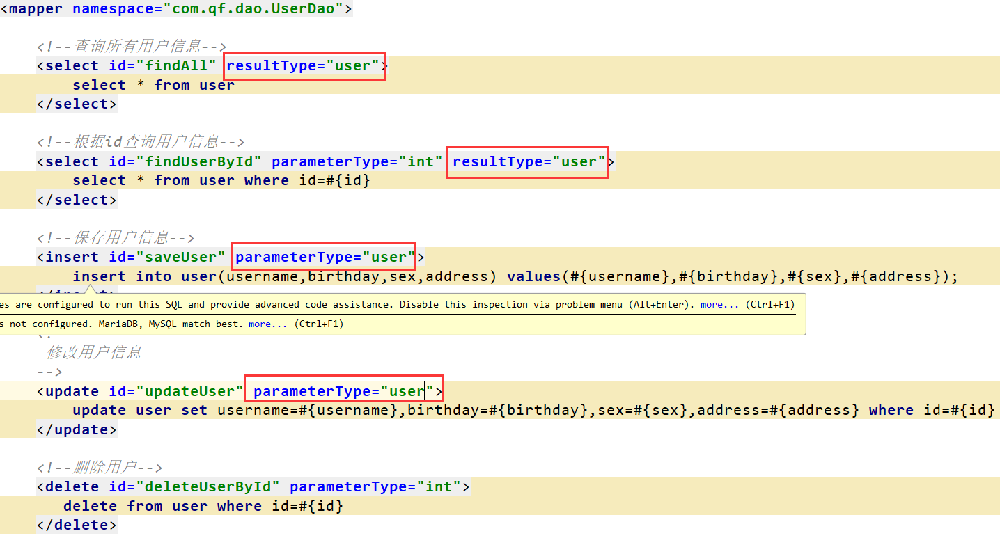 <mapper namespace="com.qf.dao.UserDao">
<!--查询所有用户信息-->
<select id="findAll" resultType="user">
select * from user
</select>
<!--根据id查询用户信息-->
<select id="findUserById" parameterType="int" resultType="user">
select * from user where id=#{id}
</select>
<!--保存用户信息-->
<insert id="saveUser" parameterType="user">
insert into user(username,birthday,sex,address) values(#{username},#{birthday},#{sex},#{address});
es are configured to run this SQL and provide advanced code assistance. Disable this inspection via problem menu (Alt+Enter). more... (Ctrl+F1)
s not configured. MariaDB, MySQL match best. more... (Ctrl+F1)
修改用户信息
-->
<update id="updateUser" parameterType="user">
update user set username=#{username},birthday=#{birthday},sex=#{sex},address=#{address} where id=#{id}
</update>
<!--删除用户-->
<delete id="deleteUserById" parameterType="int">
delete from user where id=#{id}
</delete>